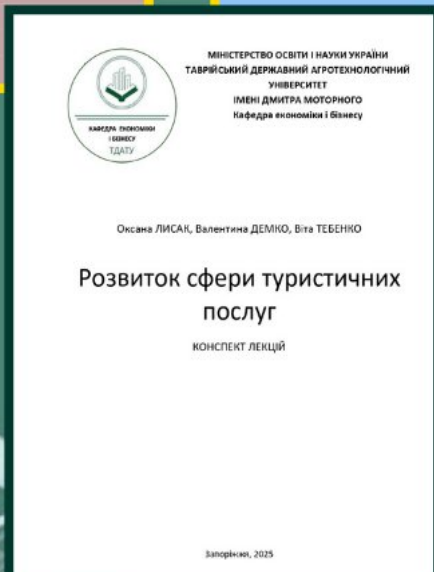 МІНІСТЕРСТВО ОСВІТИ І НАУКИ УКРАЇНИ
ТАВРІЙСЬКИЙ ДЕРЖАВНИЙ АГРОТЕХНОЛОГІЧНИЙ
УНІВЕРСИТЕТ
ІМЕНІ ДМИТРА МОТОРНОГО
Кафедра економіки і бізнесу
КАФЕДРА ЕКОНОМІКИ
І БІЗНЕСУ
ТДАТУ
Оксана ЛИСАК, Валентина ДЕМКО, Віта ТЕБЕНКО
Розвиток сфери туристичних
послуг
КОНСПЕКТ ЛЕКЦІЙ
Запоріжжя, 2025